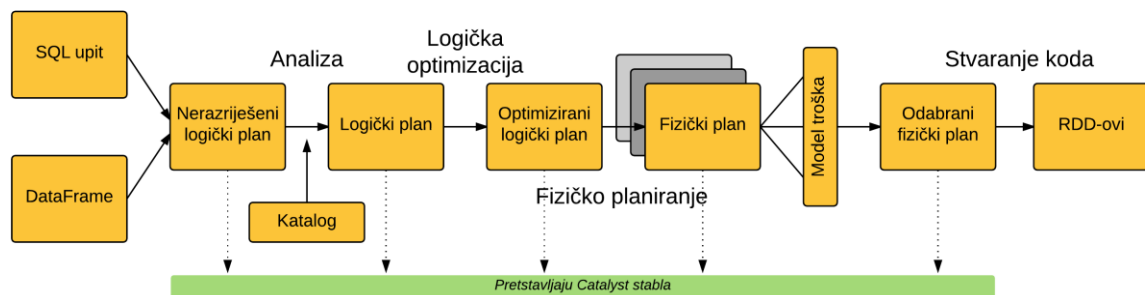 SQL upit
DataFrame
Nerazriješeni
logički plan
Analiza
Katalog
Logički plan
Logička
optimizacija
Optimizirani
logički plan
Fizički plan
Fizičko planiranje
Model troška
Stvaranje koda
Odabrani
fizički plan
RDD-ovi
Pretstavljaju Catalyst stabla